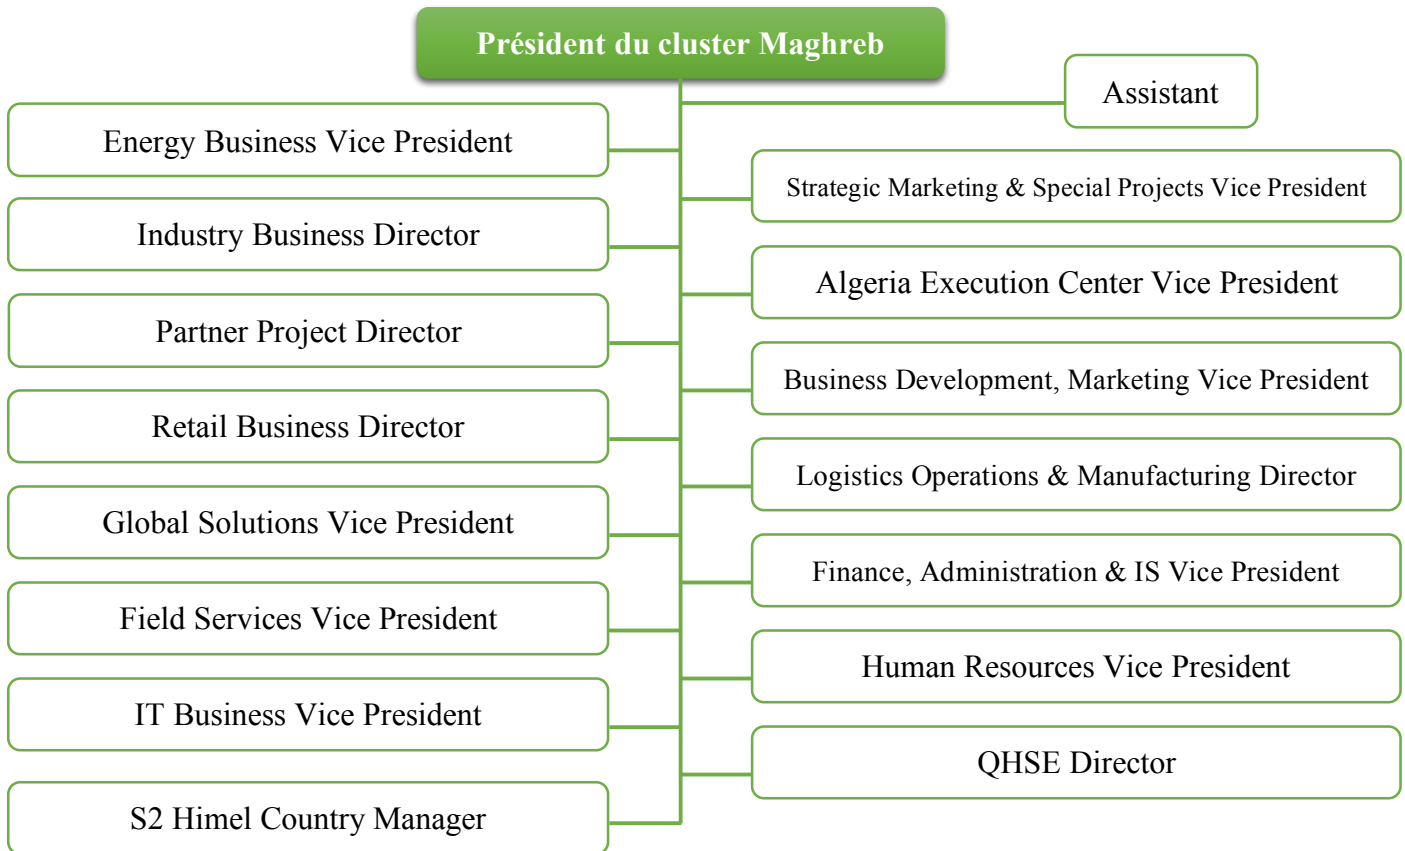 Président du cluster Maghreb
Assistant
Energy Business Vice President
Strategic Marketing & Special Projects Vice President
Industry Business Director
Algeria Execution Center Vice President
Partner Project Director
Business Development, Marketing Vice President
Retail Business Director
Logistics Operations & Manufacturing Director
Global Solutions Vice President
Finance, Administration & IS Vice President
Field Services Vice President
Human Resources Vice President
IT Business Vice President
QHSE Director
S2 Himel Country Manager